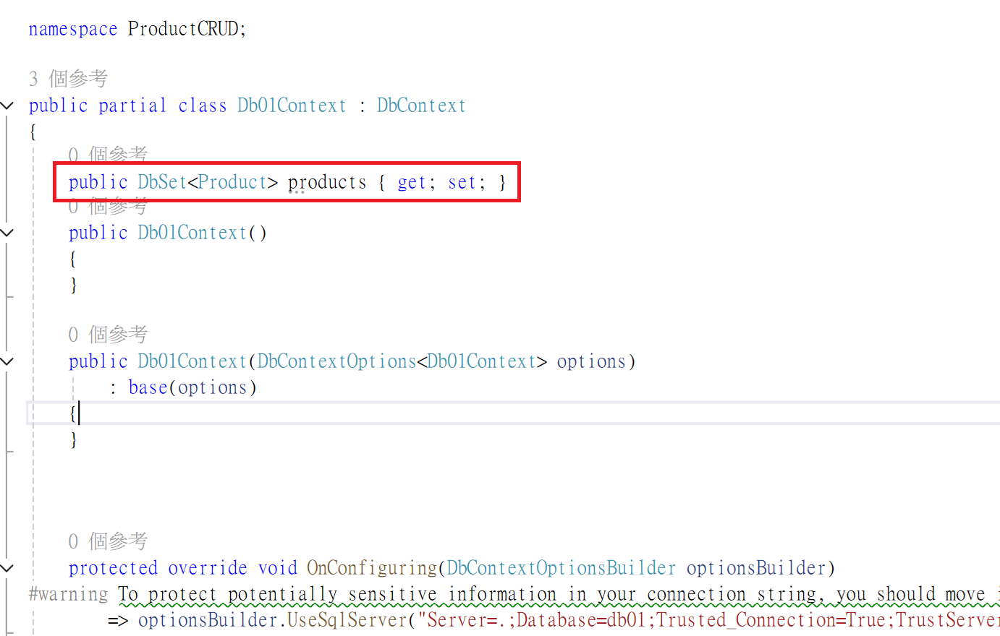 namespace ProductCRUD;
3 個參考
public partial class Db01Context : DbContext
{
0 個參考
public DbSet<Product> products { get; set; }
0 個參考
public Db01Context()
{
}
0 個參考
public Db01Context(DbContextOptions<Db01Context> options)
: base(options)
{
}
0 個參考
protected override void OnConfiguring(DbContextOptionsBuilder optionsBuilder)
#warning To protect potentially sensitive information in your connection string, you should move
=> optionsBuilder.UseSqlServer("Server=.;Database=db01;Trusted_Connection=True;TrustServer